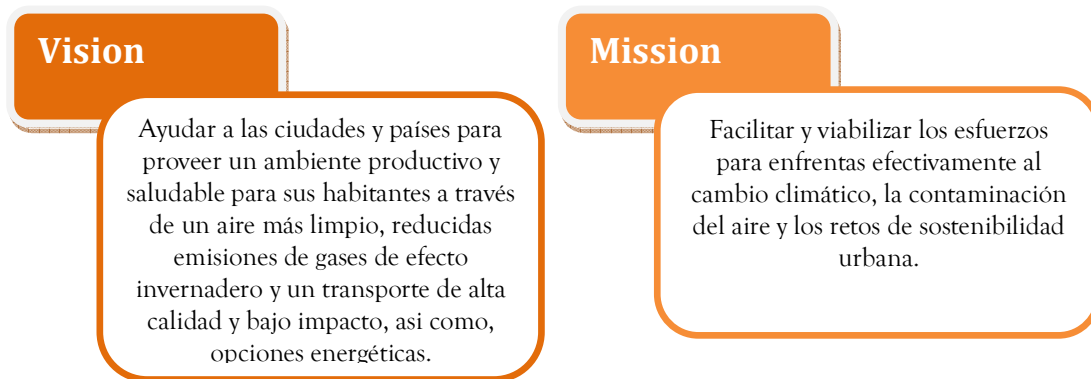 Vision
Ayudar a las ciudades y países para
proveer un ambiente productivo y
saludable para sus habitantes a través
de un aire más limpio, reducidas
emisiones de gases de efecto
invernadero y un transporte de alta
calidad y bajo impacto, asi como,
opciones energéticas.
Mission
Facilitar y viabilizar los esfuerzos
para enfrentas efectivamente al
cambio climático, la contaminación
del aire y los retos de sostenibilidad
urbana.